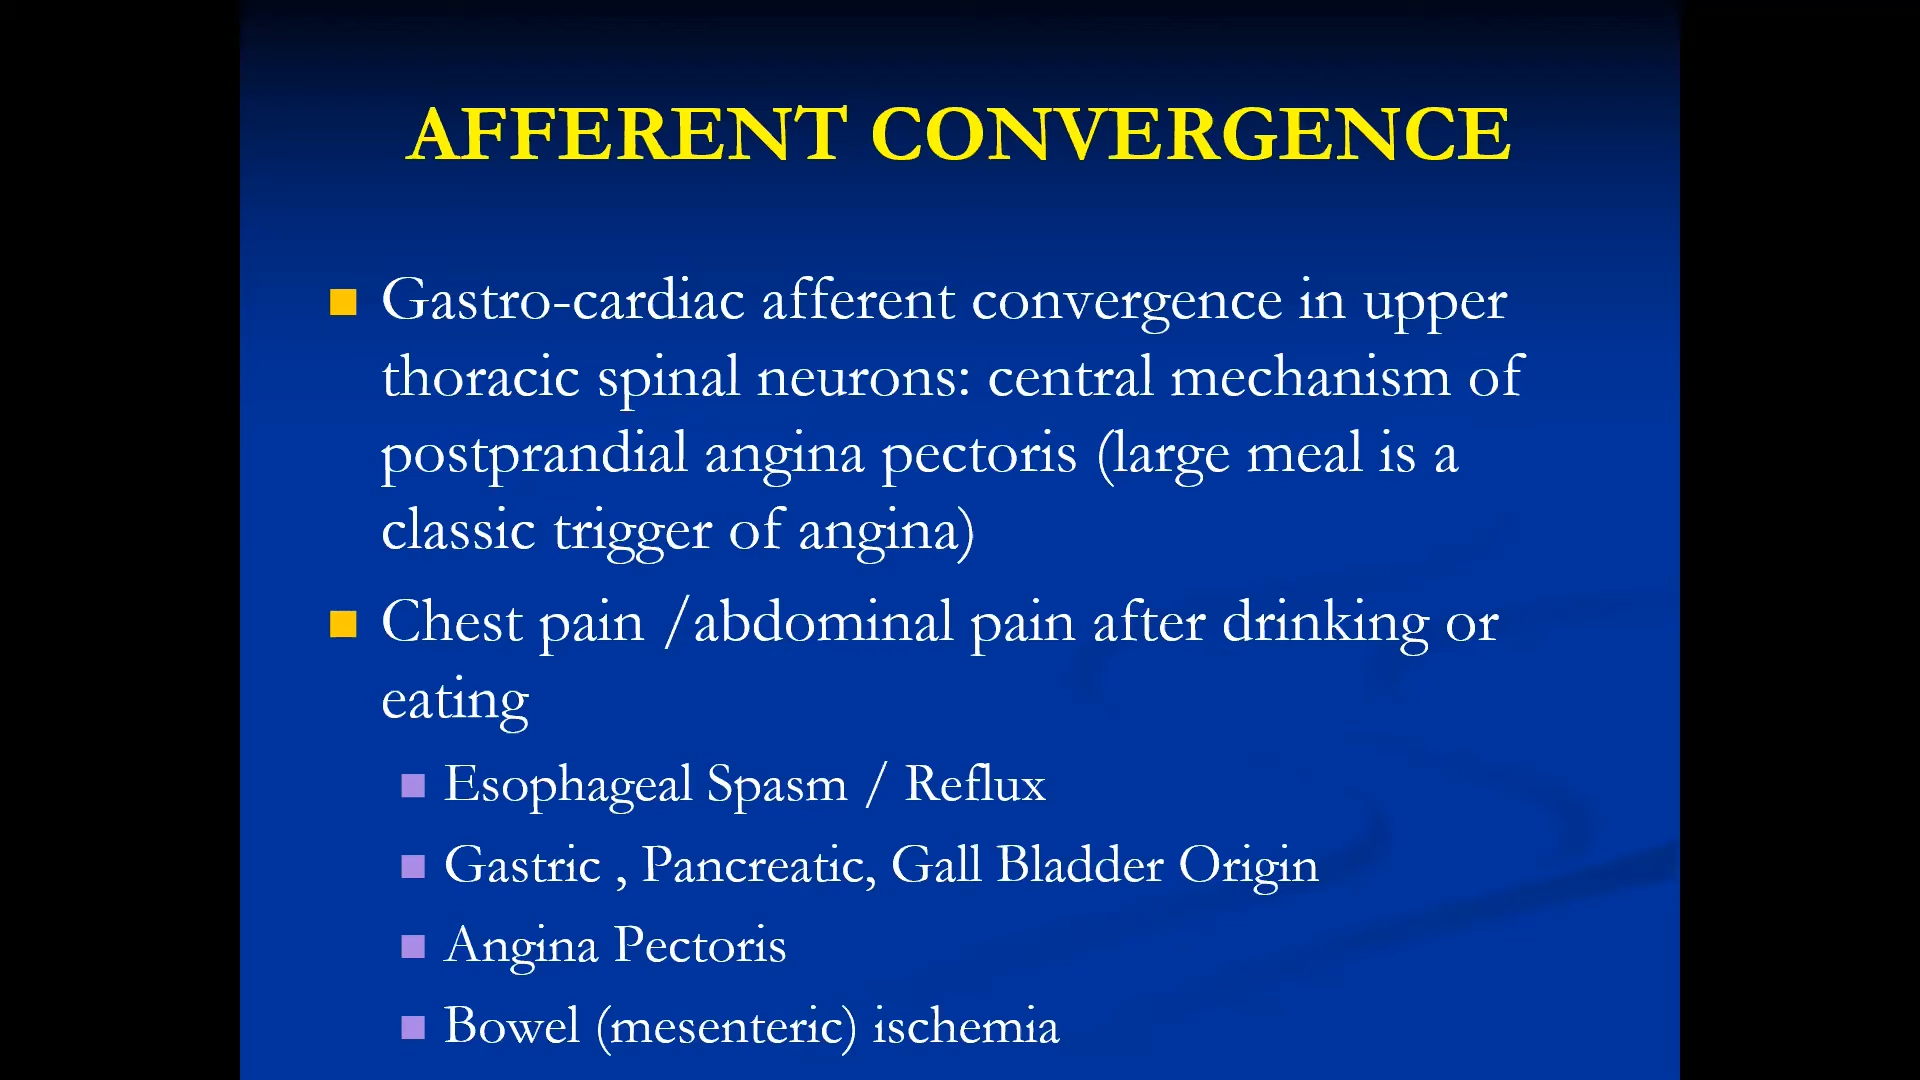 AFFERENT CONVERGENCE
Gastro-cardiac afferent convergence in upper
thoracic spinal neurons: central mechanism of
postprandial angina pectoris (large meal is a
classic trigger of angina)
Chest pain /abdominal pain after drinking or
eating
Esophageal Spasm / Reflux
Gastric , Pancreatic, Gall Bladder Origin
Angina Pectoris
Bowel (mesenteric) ischemia